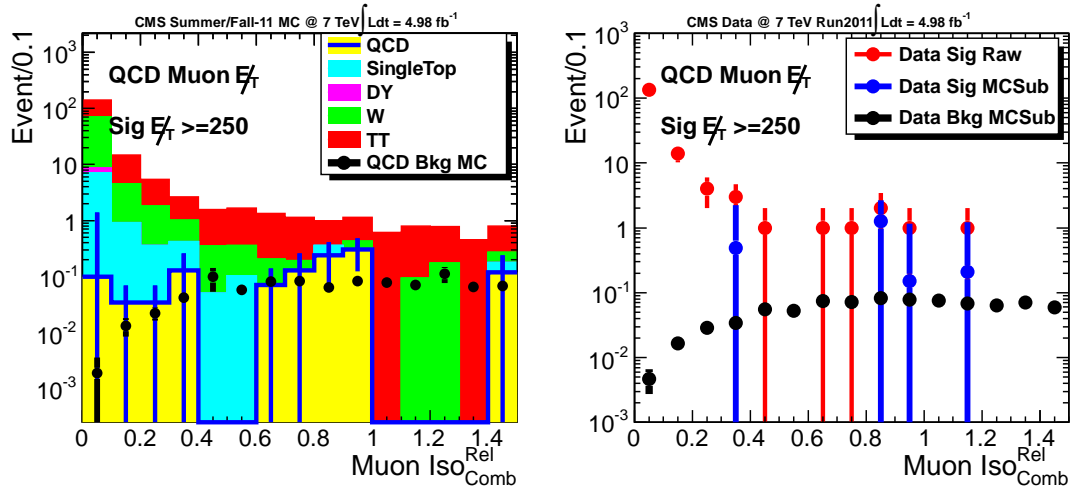 CMS Summer/Fall-11 MC @ 7 TeV ∫ Ldt = 4.98 fb⁻¹
Event/0.1
10³
10²
10
1
10⁻¹
10⁻²
10⁻³
QCD Muon E̸T
Sig E̸T >=250
QCD
SingleTop
DY
W
TT
QCD Bkg MC
0 0.2 0.4 0.6 0.8 1 1.2 1.4
Muon Iso Rel Comb
CMS Data @ 7 TeV Run2011 ∫ Ldt = 4.98 fb⁻¹
Event/0.1
10³
10²
10
1
10⁻¹
10⁻²
10⁻³
QCD Muon E̸T
Sig E̸T >=250
Data Sig Raw
Data Sig MCSub
Data Bkg MCSub
0 0.2 0.4 0.6 0.8 1 1.2 1.4
Muon Iso Rel Comb